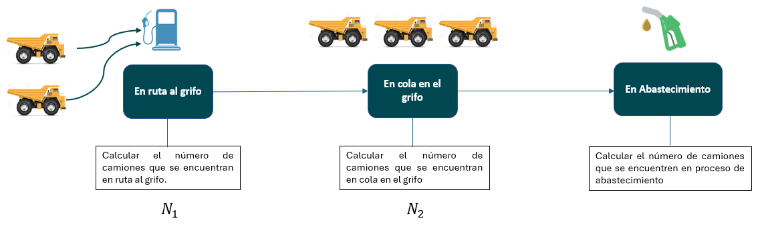 En ruta al grifo
En cola en el
grifo
En Abastecimiento
Calcular el número de
camiones que se encuentran
en ruta al grifo.
Calcular el número de
camiones que se encuentran
en cola en el grifo
Calcular el número de camiones
que se encuentren en proceso de
abastecimiento
N₁
N₂